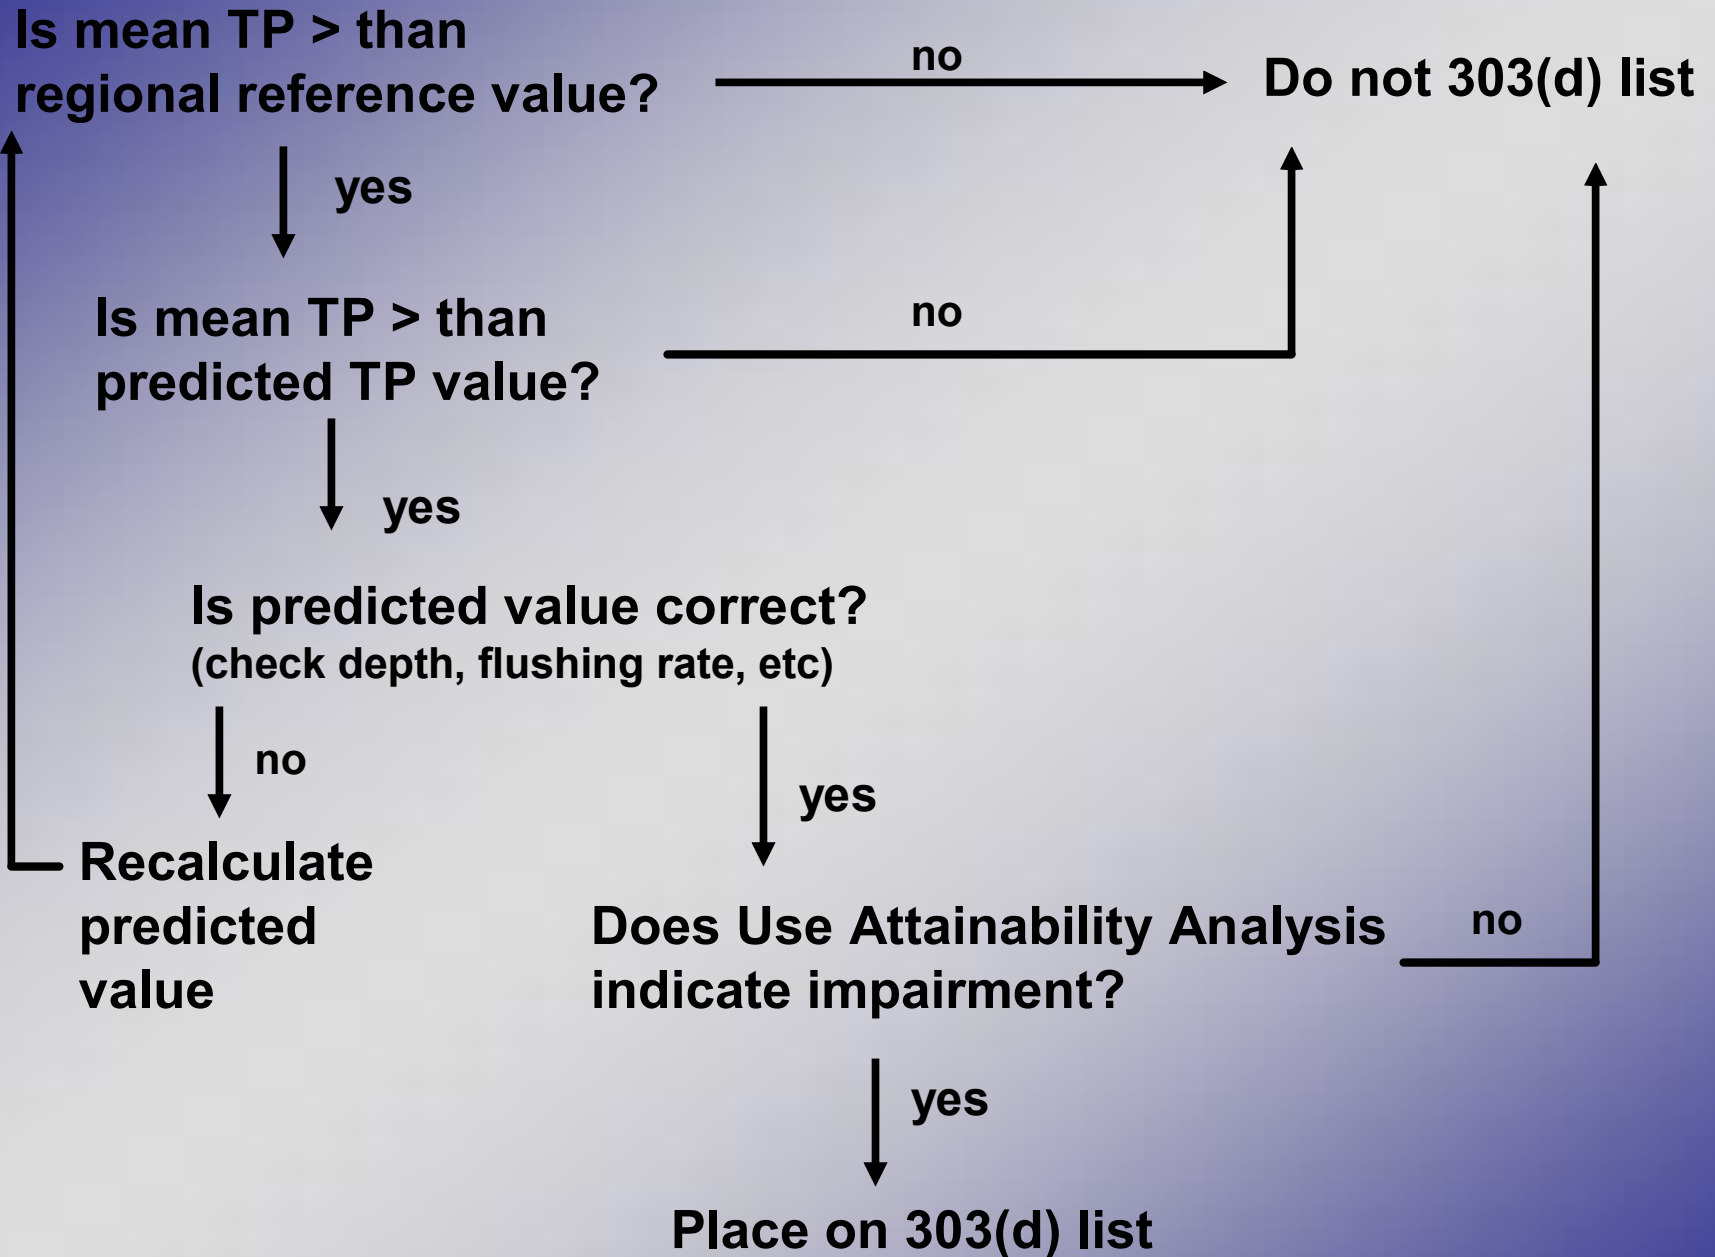 Is mean TP > than
regional reference value?
no
Do not 303(d) list
yes
Is mean TP > than
predicted TP value?
no
yes
Is predicted value correct?
(check depth, flushing rate, etc)
no
yes
Recalculate
predicted
value
Does Use Attainability Analysis
indicate impairment?
no
yes
Place on 303(d) list